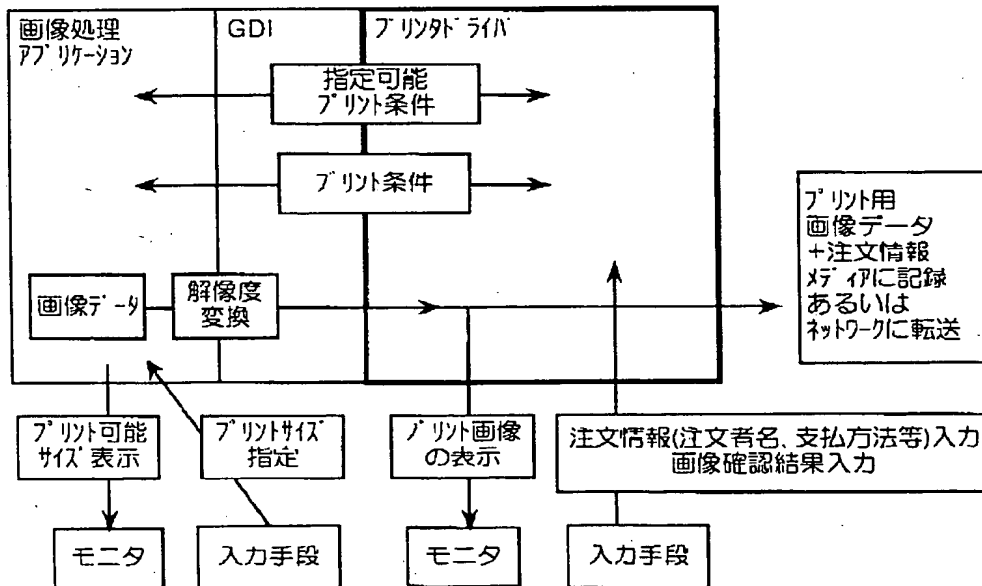 画像処理
アプリケーション
GDI
プリンタドライバ
指定可能
プリント条件
プリント条件
画像データ
解像度
変換
プリント用
画像データ
+注文情報
メディアに記録
あるいは
ネットワークに転送
プリント可能
サイズ表示
プリントサイズ
指定
プリント画像
の表示
注文情報(注文者名、支払方法等)入力
画像確認結果入力
モニタ
入力手段
モニタ
入力手段